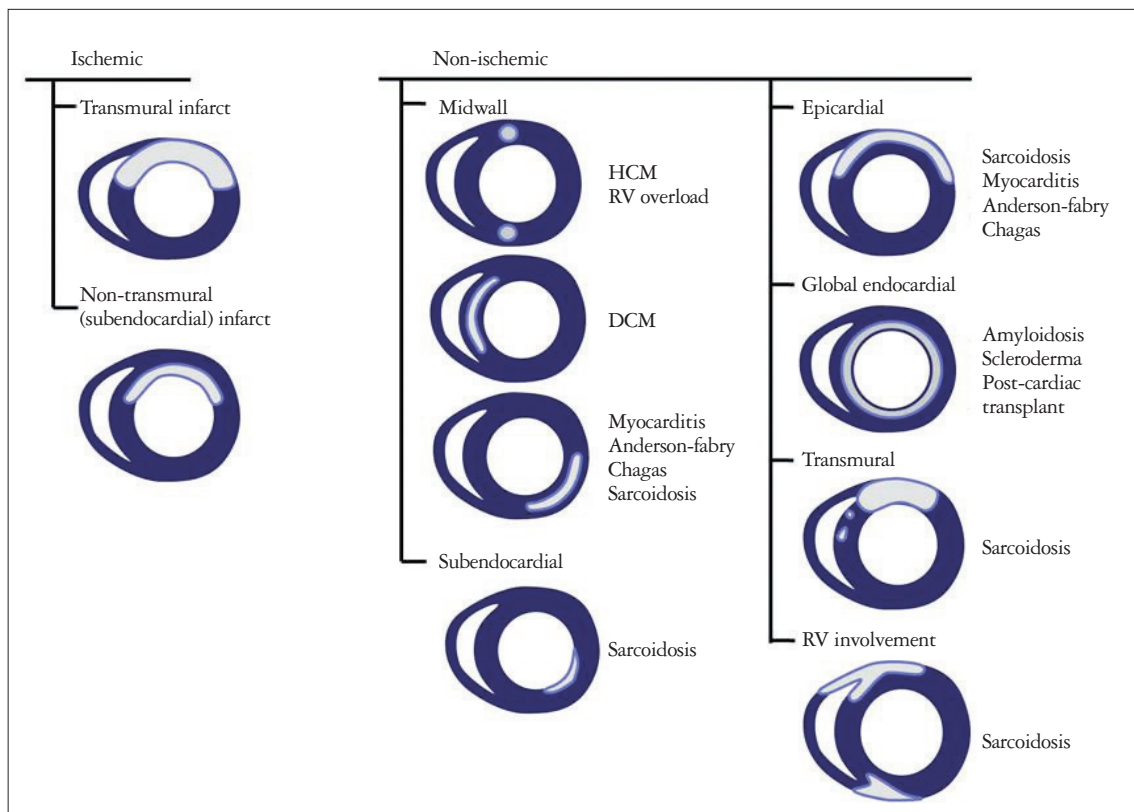 Ischemic
Transmural infarct
Non-transmural
(subendocardial) infarct
Non-ischemic
Midwall
HCM
RV overload
DCM
Myocarditis
Anderson-fabry
Chagas
Sarcoidosis
Subendocardial
Sarcoidosis
Epicardial
Sarcoidosis
Myocarditis
Anderson-fabry
Chagas
Global endocardial
Amyloidosis
Scleroderma
Post-cardiac
transplant
Transmural
Sarcoidosis
RV involvement
Sarcoidosis